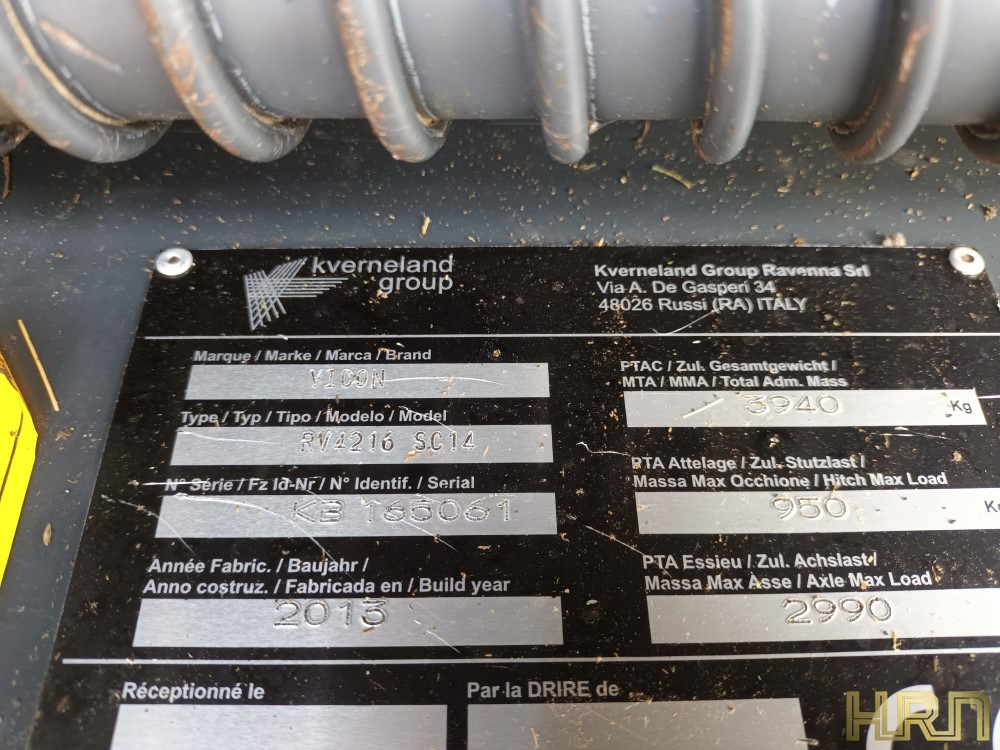 kverneland
group
Kverneland Group Ravenna Srl
Via A. De Gasperi 34
48026 Russi (RA) ITALY
Marque / Marke / Marca / Brand
VICON
Type / Typ / Tipo / Modelo / Model
RV4216 SC14
N° Série / Fz Id-Nr / N° Identif. / Serial
KB 165061
Année Fabric. / Baujahr /
Anno costruz. / Fabricada en / Build year
2013
PTAC / Zul. Gesamtgewicht /
MTA / MMA / Total Adm. Mass
3940 Kg
PTA Attelage / Zul. Stutzlast /
Massa Max Occhione / Hitch Max Load
950
PTA Essieu / Zul. Achslast /
Massa Max Asse / Axle Max Load
2990
Réceptionné le
Par la DRIRE de
HRN